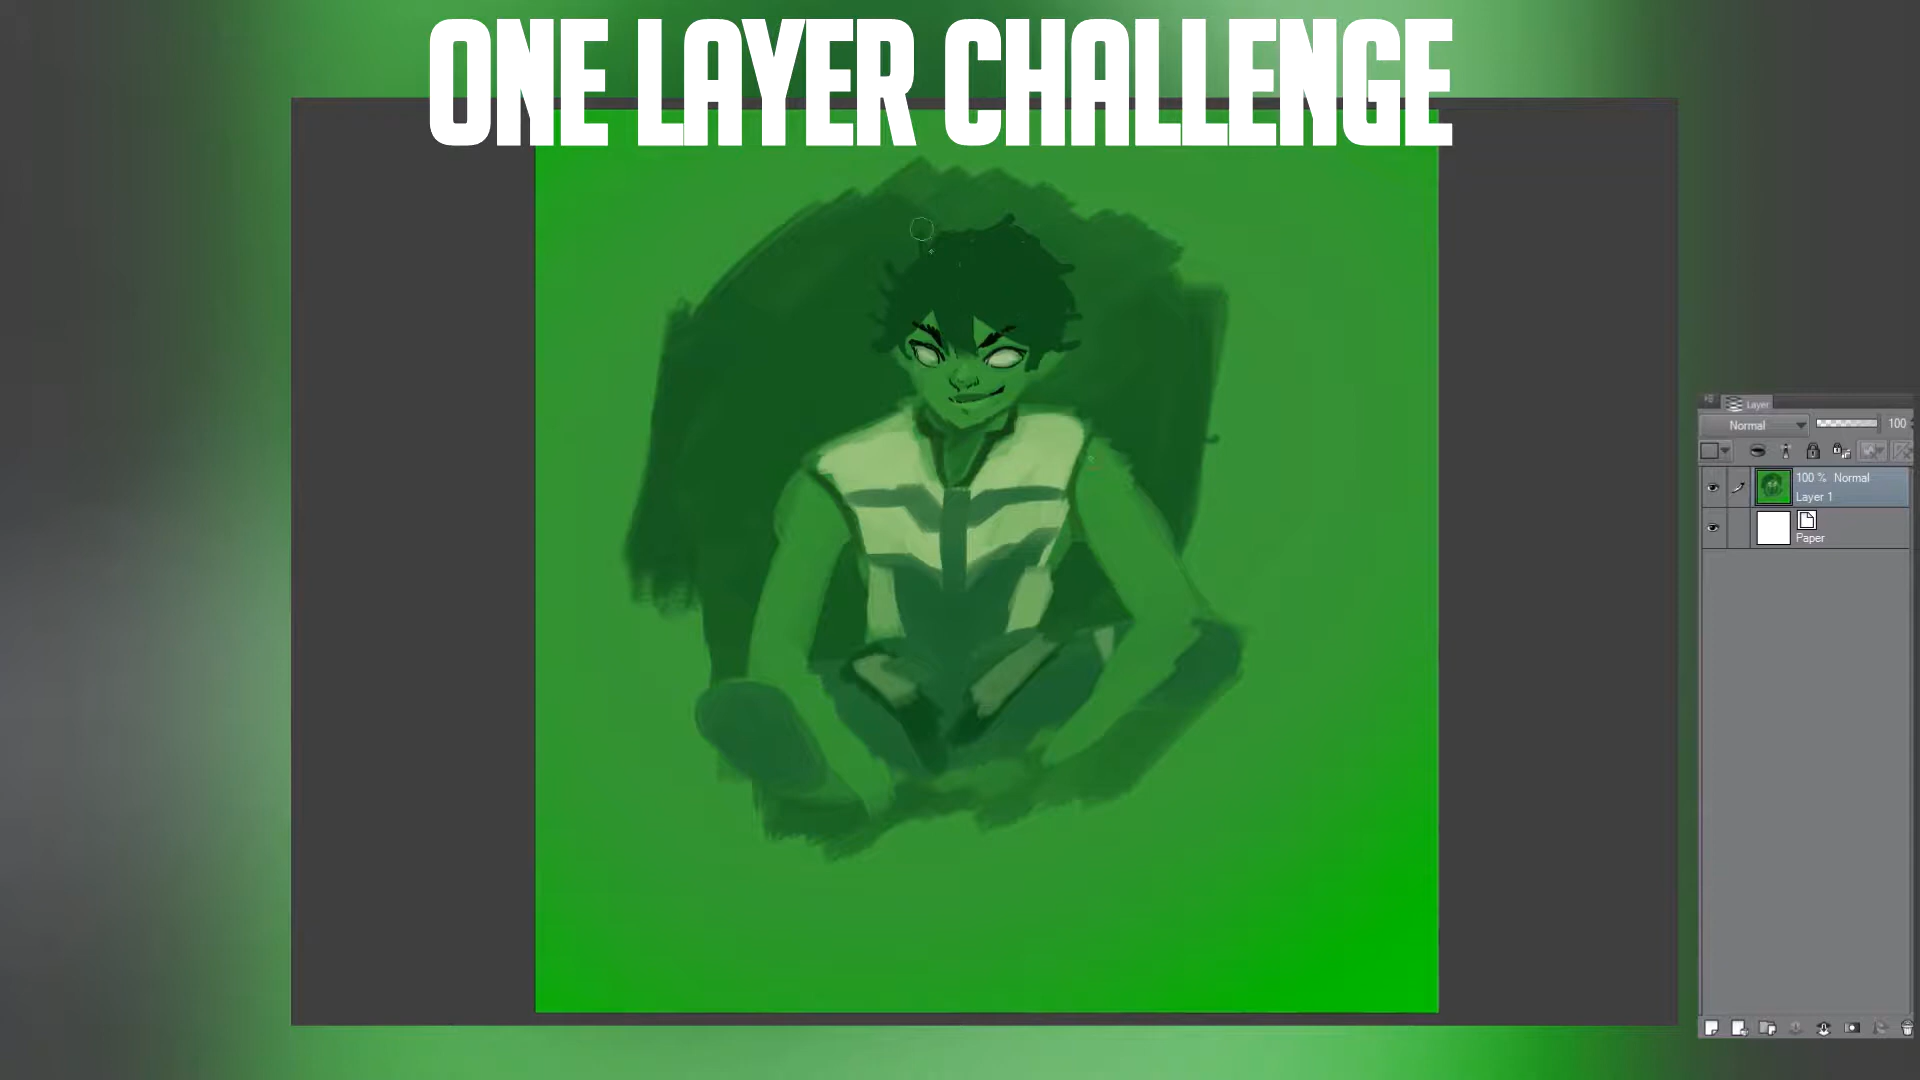 ONE LAYER CHALLENGE
Layer
Normal 100
100 % Normal
Layer 1
Paper